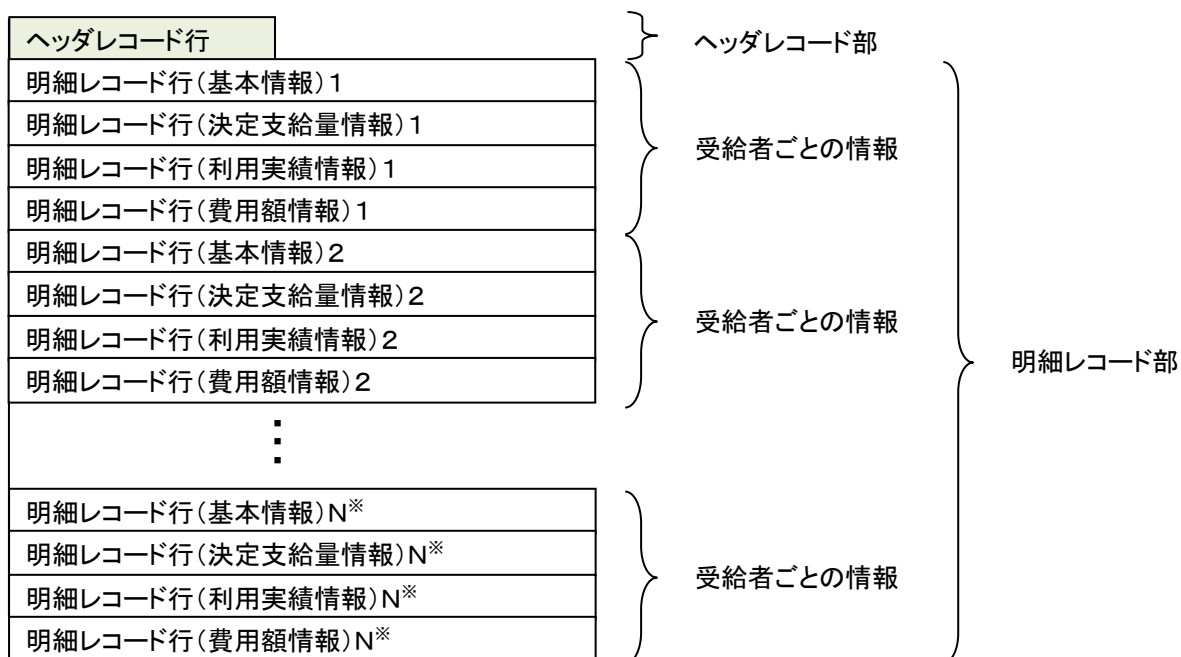 ヘッダレコード行
ヘッダレコード部
明細レコード行(基本情報)1
明細レコード行(決定支給量情報)1
明細レコード行(利用実績情報)1
明細レコード行(費用額情報)1
受給者ごとの情報
明細レコード行(基本情報)2
明細レコード行(決定支給量情報)2
明細レコード行(利用実績情報)2
明細レコード行(費用額情報)2
受給者ごとの情報
明細レコード部
⋮
明細レコード行(基本情報)N※
明細レコード行(決定支給量情報)N※
明細レコード行(利用実績情報)N※
明細レコード行(費用額情報)N※
受給者ごとの情報